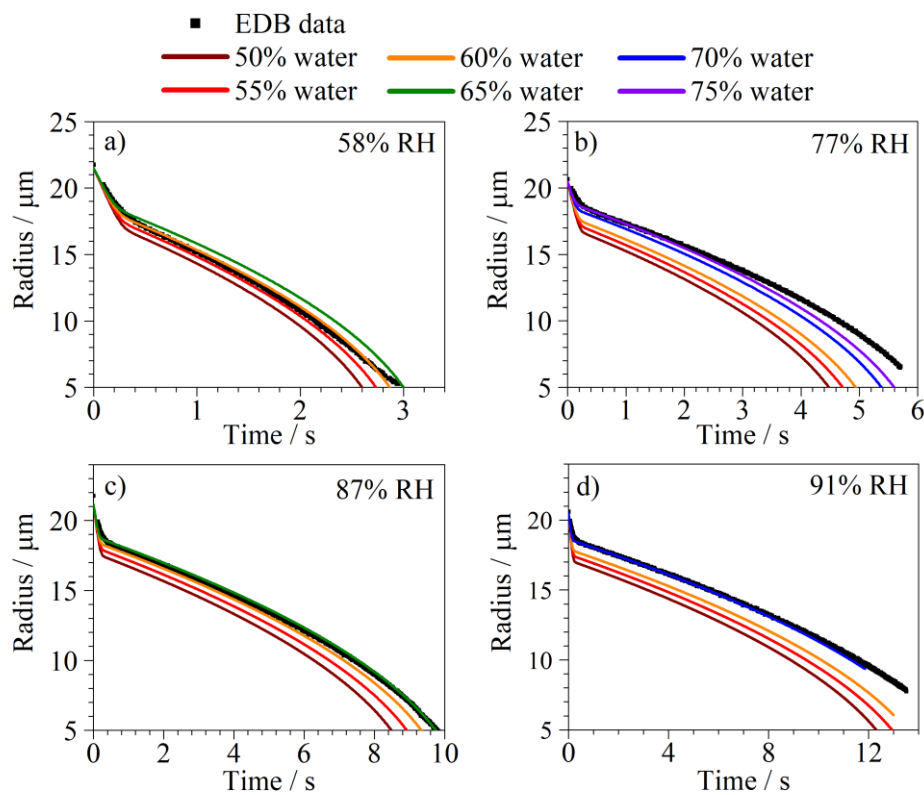 EDB data
50% water 60% water 70% water
55% water 65% water 75% water
a) 58% RH
25
20
15
10
5
Radius / μm
0 1 2 3
Time / s
b) 77% RH
25
20
15
10
5
Radius / μm
0 1 2 3 4 5 6
Time / s
c) 87% RH
20
15
10
5
Radius / μm
0 2 4 6 8 10
Time / s
d) 91% RH
20
15
10
5
Radius / μm
0 4 8 12
Time / s